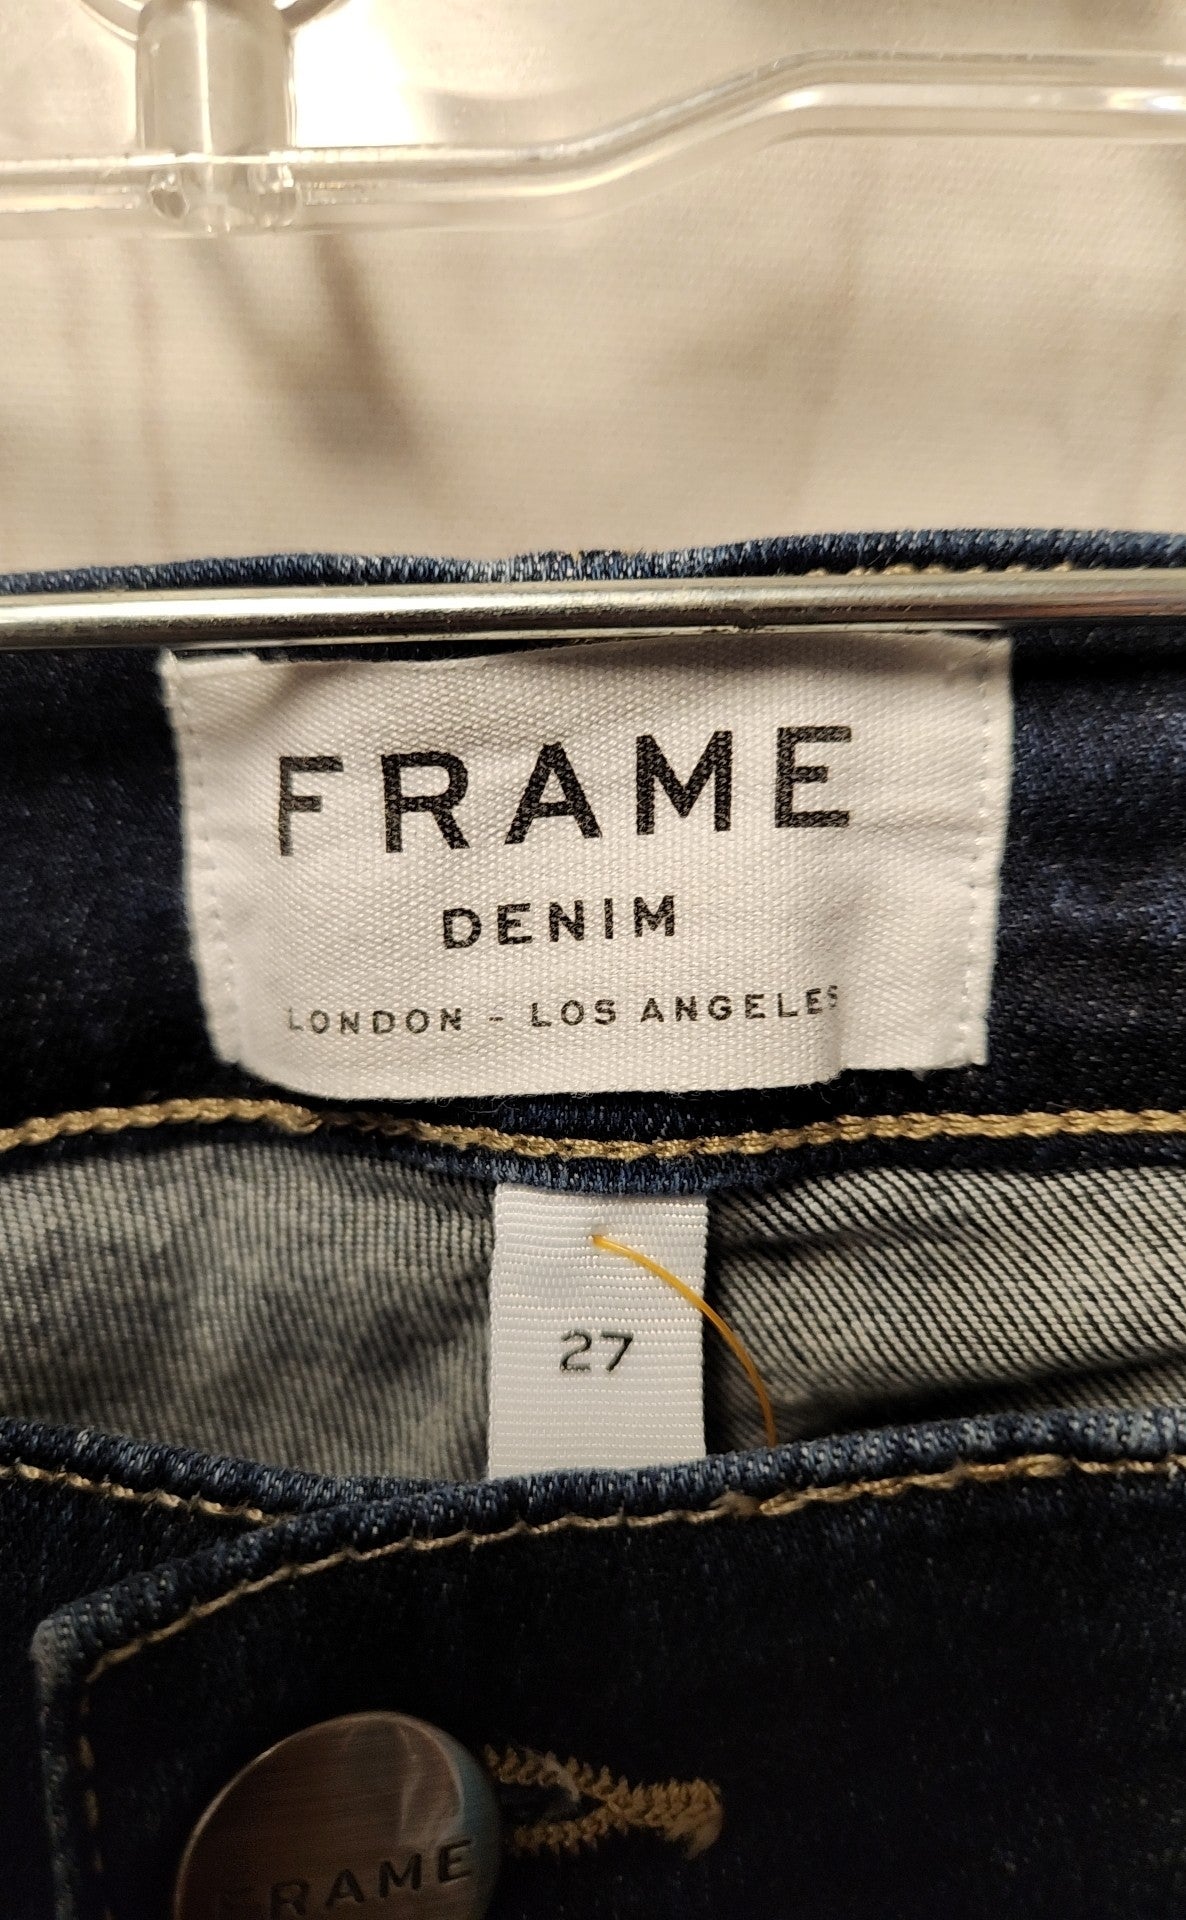 FRAME
DENIM
LONDON - LOS ANGELES
27
FRAME